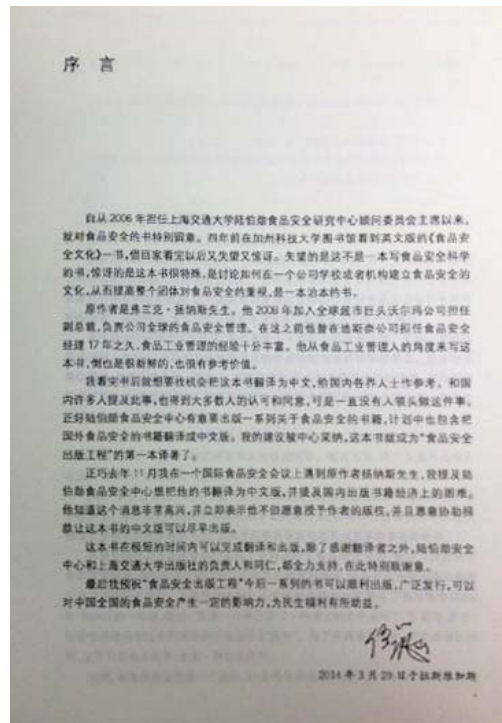 序 言
自从2006年担任上海交通大学陆伯勋食品安全研究中心顾问委员会主席以来，
就对食品安全的书特别留意。四年前在加州科技大学图书馆看到英文版的《食品安
全文化》一书，借回家看完以后又失望又惊讶。失望的是这不是一本写食品安全科学
的书，惊讶的是这本书很特殊，是讨论如何在一个公司学校或者机构建立食品安全的
文化，从而提高整个团体对食品安全的重视，是一本治本的书。
原作者是弗兰克·扬纳斯先生。他2008年加入全球超市巨头沃尔玛公司担任
副总裁，负责公司全球的食品安全管理。在这之前他曾在迪斯奈公司担任食品安全
经理17年之久，食品工业管理的经验十分丰富。他从食品工业管理人的角度来写这
本书，倒也是很新鲜的，也很有参考价值。
我看完书后就想要找机会把这本书翻译为中文，给国内各界人士作参考。和国
内许多人提及此事，也得到大多数人的认可和同意，可是一直没有人领头做这件事。
正好陆伯勋食品安全中心有意要出版一系列关于食品安全的书籍，计划中也包含把
国外食品安全的书籍翻译成中文版。我的建议被中心采纳，这本书就成为“食品安全
出版工程”的第一本译著了。
正巧去年11月我在一个国际食品安全会议上遇到原作者扬纳斯先生，我提及陆
伯勋食品安全中心想把他的书翻译为中文版，并提及国内出版书籍经济上的困难。
他知道这个消息非常高兴，并立即表示他不但愿意授予作者的版权，并且愿意协助捐
款让这本书的中文版可以尽早出版。
这本书在极短的时间内可以完成翻译和出版，除了感谢翻译者之外，陆伯勋安全
中心和上海交通大学出版社的负责人和同仁，都全力支持，在此特别致谢意。
最后我预祝“食品安全出版工程”今后一系列的书可以顺利出版，广泛发行，可以
对中国全国的食品安全产生一定的影响力，为民生福利有所助益。
2014年3月29日于拉斯维加斯